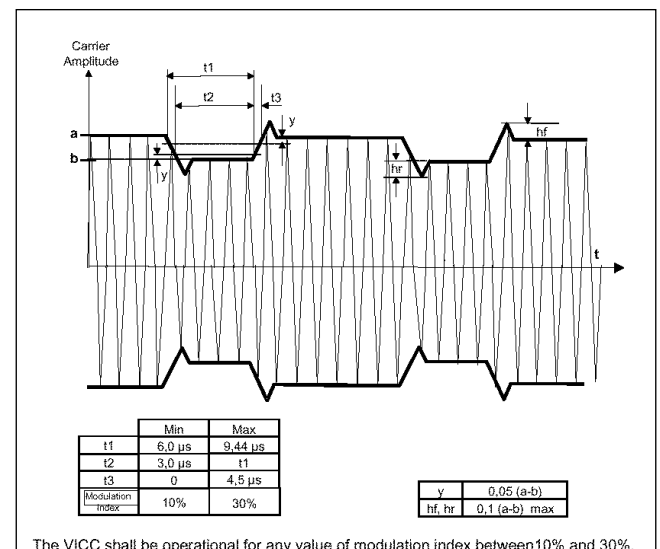 Carrier
Amplitude
t1
t2
t3
y
a
b
y
hr
hf
t
Min Max
t1 6,0 µs 9,44 µs
t2 3,0 µs t1
t3 0 4,5 µs
Modulation Index 10% 30%
y 0,05 (a-b)
hf, hr 0,1 (a-b) max
The VICC shall be operational for any value of modulation index between10% and 30%.